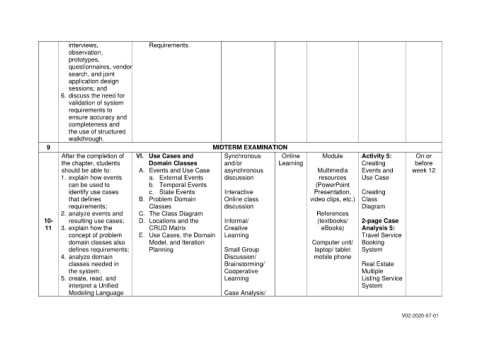 interviews,
observation,
prototypes,
questionnaires, vendor
search, and joint
application design
sessions; and
6. discuss the need for
validation of system
requirements to
ensure accuracy and
completeness and
the use of structured
walkthrough.
Requirements.
9
MIDTERM EXAMINATION
10-
11
After the completion of
the chapter, students
should be able to:
1. explain how events
can be used to
identify use cases
that defines
requirements;
2. analyze events and
resulting use cases;
3. explain how the
concept of problem
domain classes also
defines requirements;
4. analyze domain
classes needed in
the system;
5. create, read, and
interpret a Unified
Modeling Language
VI. Use Cases and
Domain Classes
A. Events and Use Case
a. External Events
b. Temporal Events
c. State Events
B. Problem Domain
Classes
C. The Class Diagram
D. Locations and the
CRUD Matrix
E. Use Cases, the Domain
Model, and Iteration
Planning
Synchronous
and/or
asynchronous
discussion
Interactive
Online class
discussion
Informal/
Creative
Learning
Small Group
Discussion/
Brainstorming/
Cooperative
Learning
Case Analysis/
Online
Learning
Module
Multimedia
resources
(PowerPoint
Presentation,
video clips, etc.)
References
(textbooks/
eBooks)
Computer unit/
laptop/ tablet
mobile phone
Activity 5:
Creating
Events and
Use Case
Creating
Class
Diagram
2-page Case
Analysis 5:
Travel Service
Booking
System
Real Estate
Multiple
Listing Service
System
On or
before
week 12
V02-2020-07-01